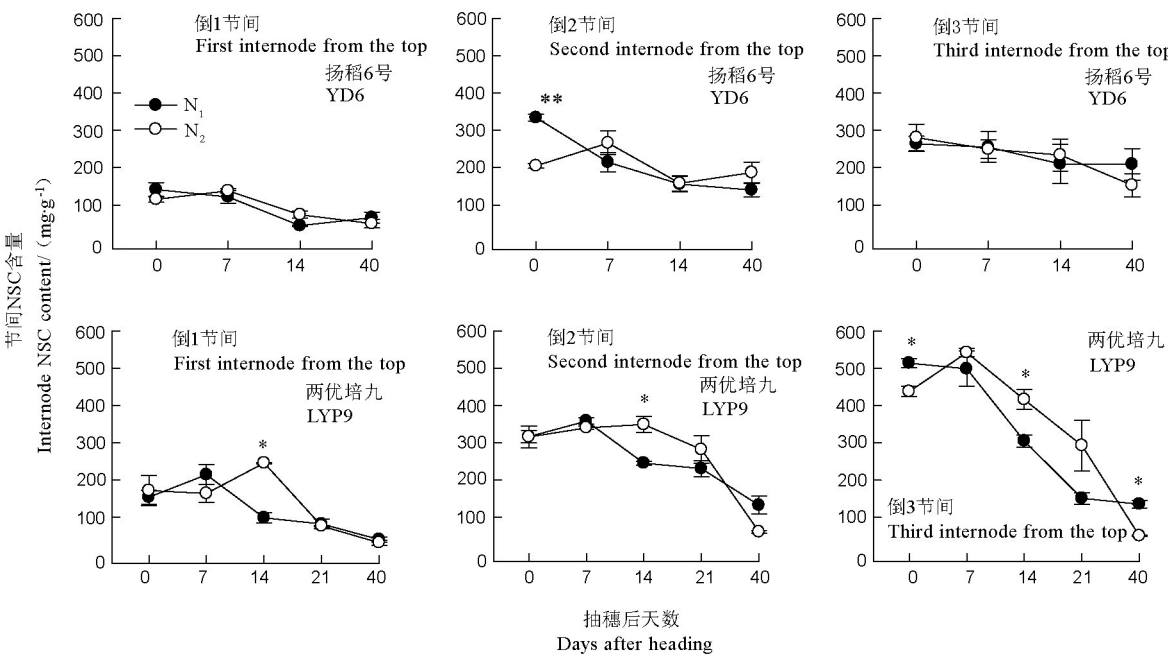 节间NSC含量
Internode NSC content/ (mg·g⁻¹)
倒1节间
First internode from the top
扬稻6号
YD6
N₁
N₂
600
500
400
300
200
100
0
0 7 14 40
倒2节间
Second internode from the top
扬稻6号
YD6
**
600
500
400
300
200
100
0
0 7 14 40
倒3节间
Third internode from the top
扬稻6号
YD6
600
500
400
300
200
100
0
0 7 14 40
倒1节间
First internode from the top
两优培九
LYP9
*
600
500
400
300
200
100
0
0 7 14 21 40
倒2节间
Second internode from the top
两优培九
LYP9
*
600
500
400
300
200
100
0
0 7 14 21 40
两优培九
LYP9
*
*
*
倒3节间
Third internode from the top
600
500
400
300
200
100
0
0 7 14 21 40
抽穗后天数
Days after heading